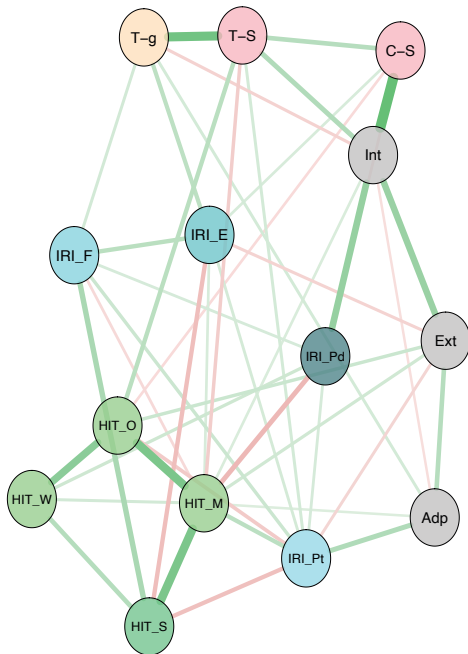 T-g
T-S
C-S
Int
IRI_E
IRI_F
Ext
IRI_Pd
HIT_O
HIT_W
HIT_M
Adp
IRI_Pt
HIT_S